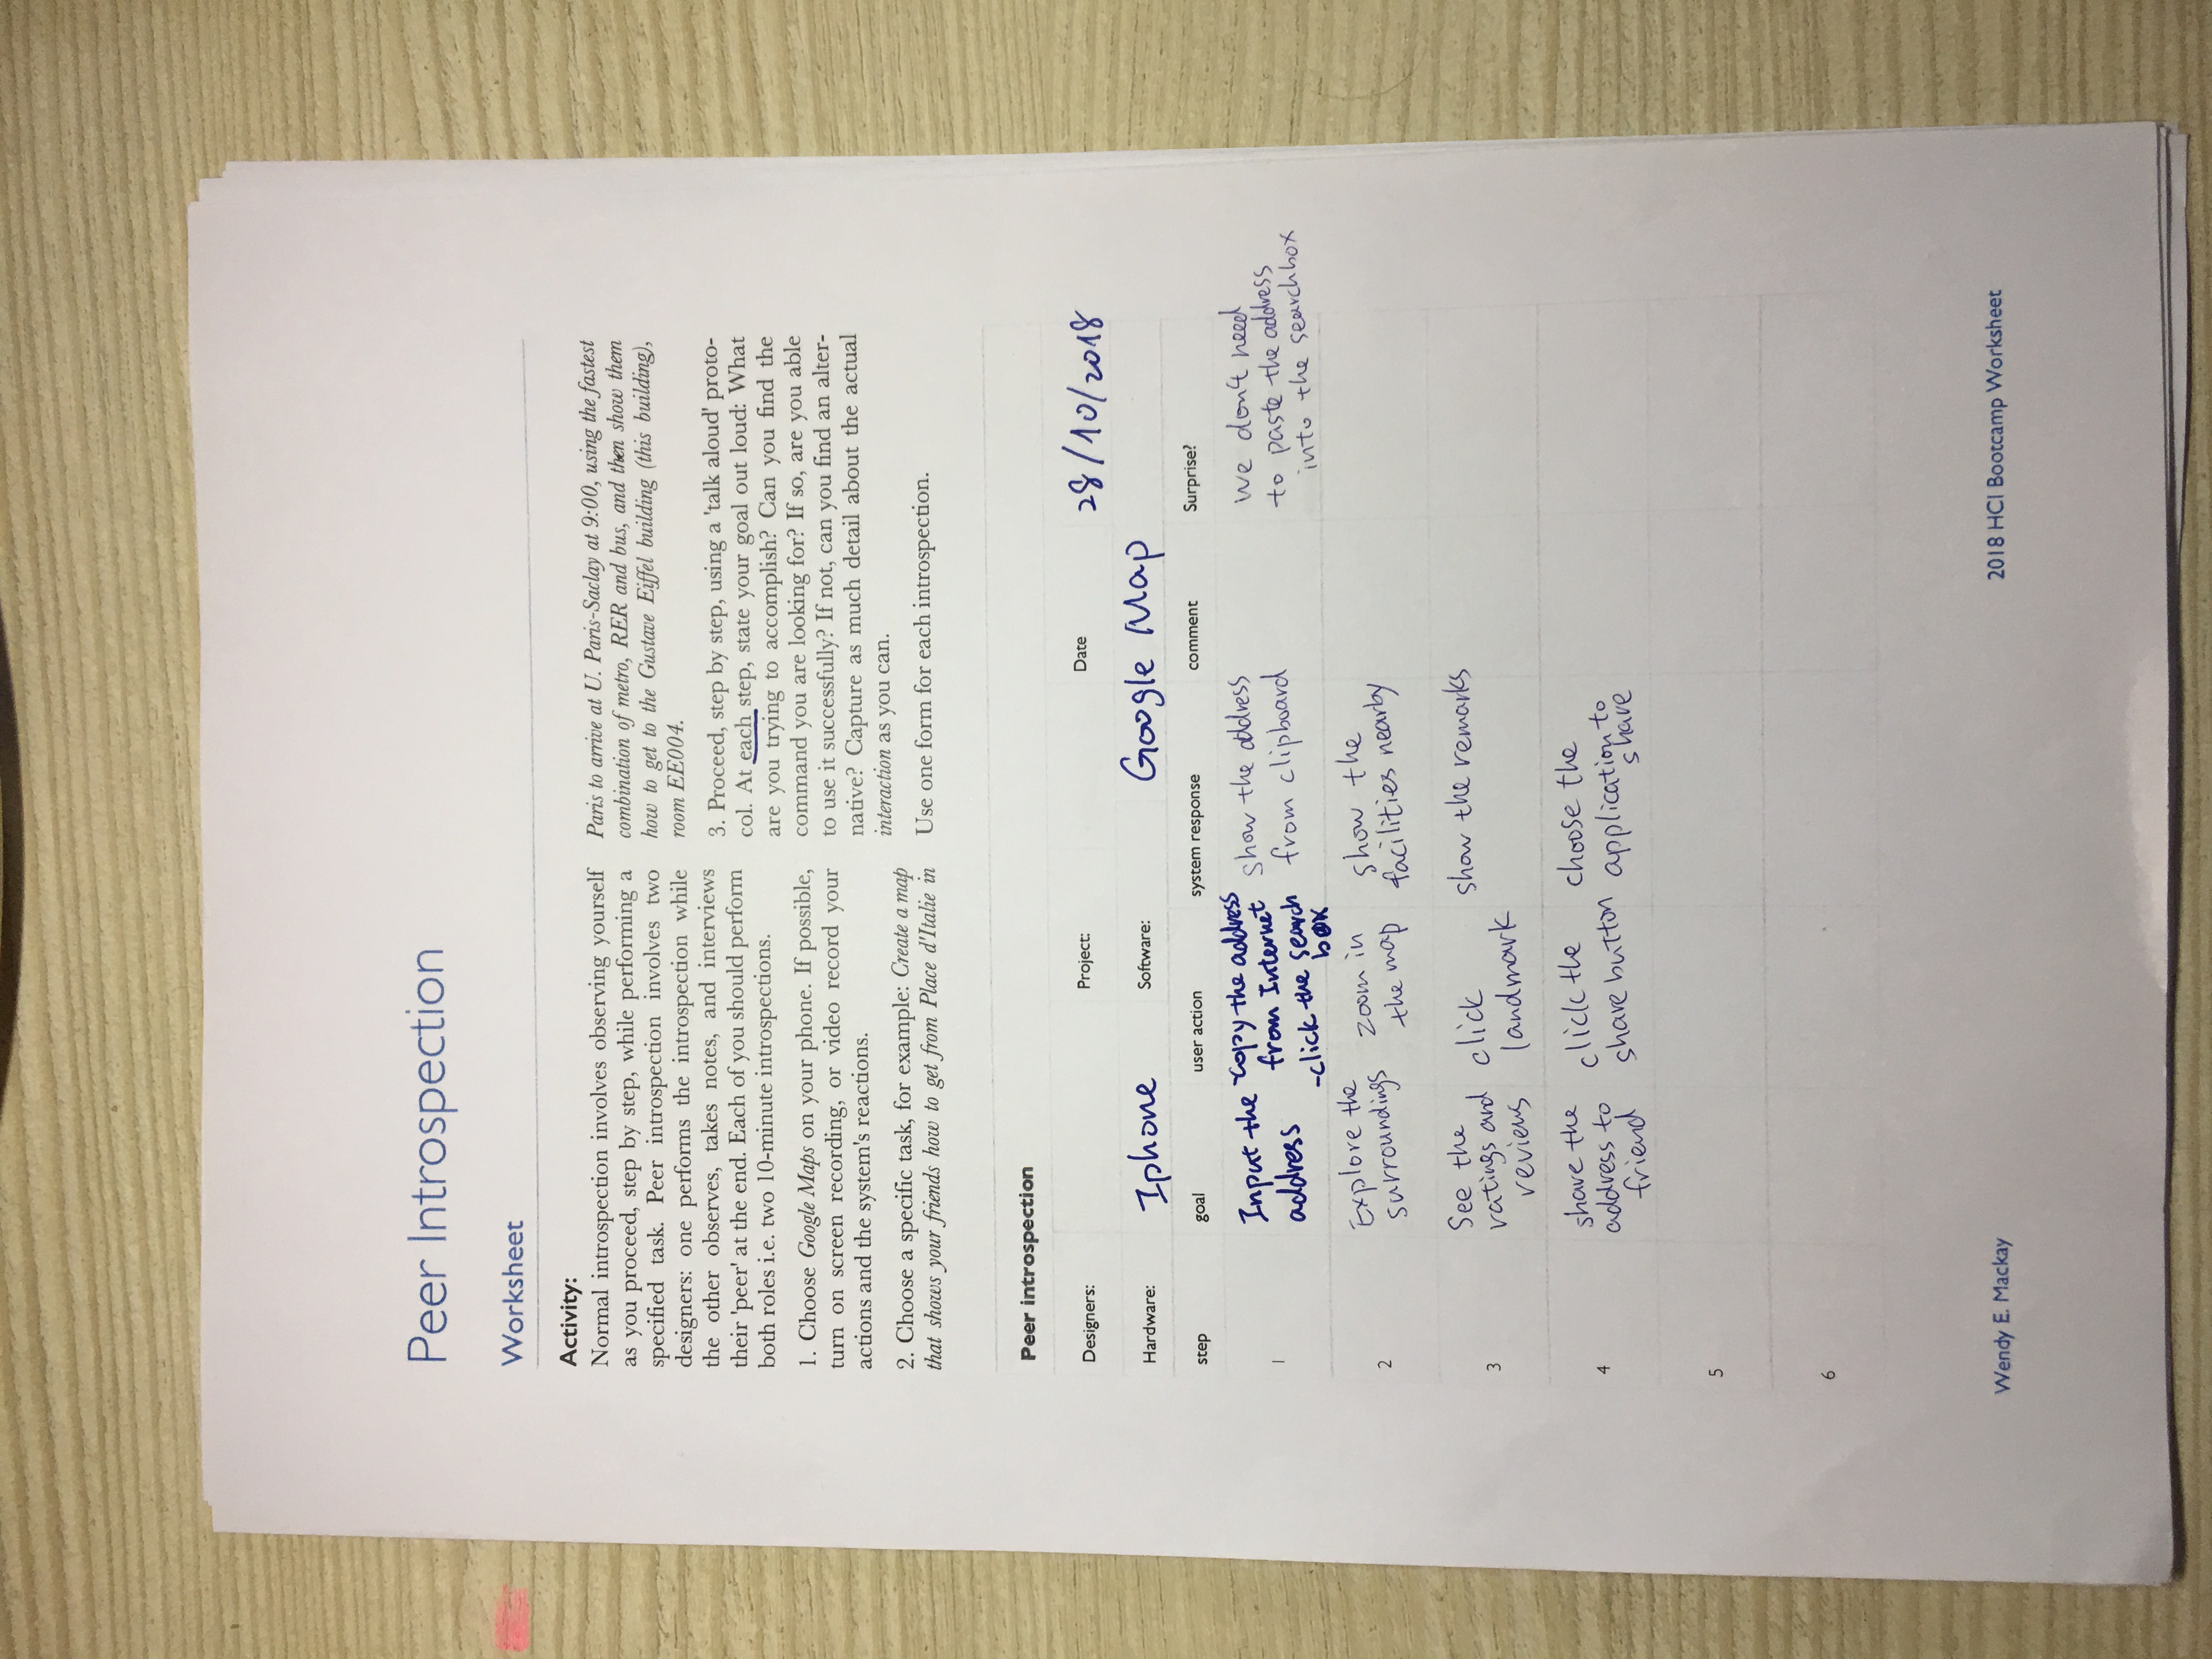 Peer Introspection
Worksheet
Activity:
Normal introspection involves observing yourself
as you proceed, step by step, while performing a
specified task. Peer introspection involves two
designers: one performs the introspection while
the other observes, takes notes, and interviews
their 'peer' at the end. Each of you should perform
both roles i.e. two 10-minute introspections.
1. Choose Google Maps on your phone. If possible,
turn on screen recording, or video record your
actions and the system's reactions.
2. Choose a specific task, for example: Create a map
that shows your friends how to get from Place d'Italie in
Paris to arrive at U. Paris-Saclay at 9:00, using the fastest
combination of metro, RER and bus, and then show them
how to get to the Gustave Eiffel building (this building),
room EE004.
3. Proceed, step by step, using a 'talk aloud' proto-
col. At each step, state your goal out loud: What
are you trying to accomplish? Can you find the
command you are looking for? If so, are you able
to use it successfully? If not, can you find an alter-
native? Capture as much detail about the actual
interaction as you can.
Use one form for each introspection.
Peer introspection
Designers:
Project:
Date
28/10/2018
Hardware:
Iphone
Software:
Google Map
step
goal
user action
system response
comment
Surprise?
1
Input the
address
-copy the address
from Internet
-click the search
box
show the address
from clipboard
we don't need
to paste the address
into the searchbox
2
Explore the
surroundings
zoom in
the map
show the
facilities nearby
3
See the
ratings and
reviews
click
landmark
show the remarks
4
share the
address to
friend
click the
share button
choose the
application to
share
5
6
Wendy E. Mackay
2018 HCI Bootcamp Worksheet